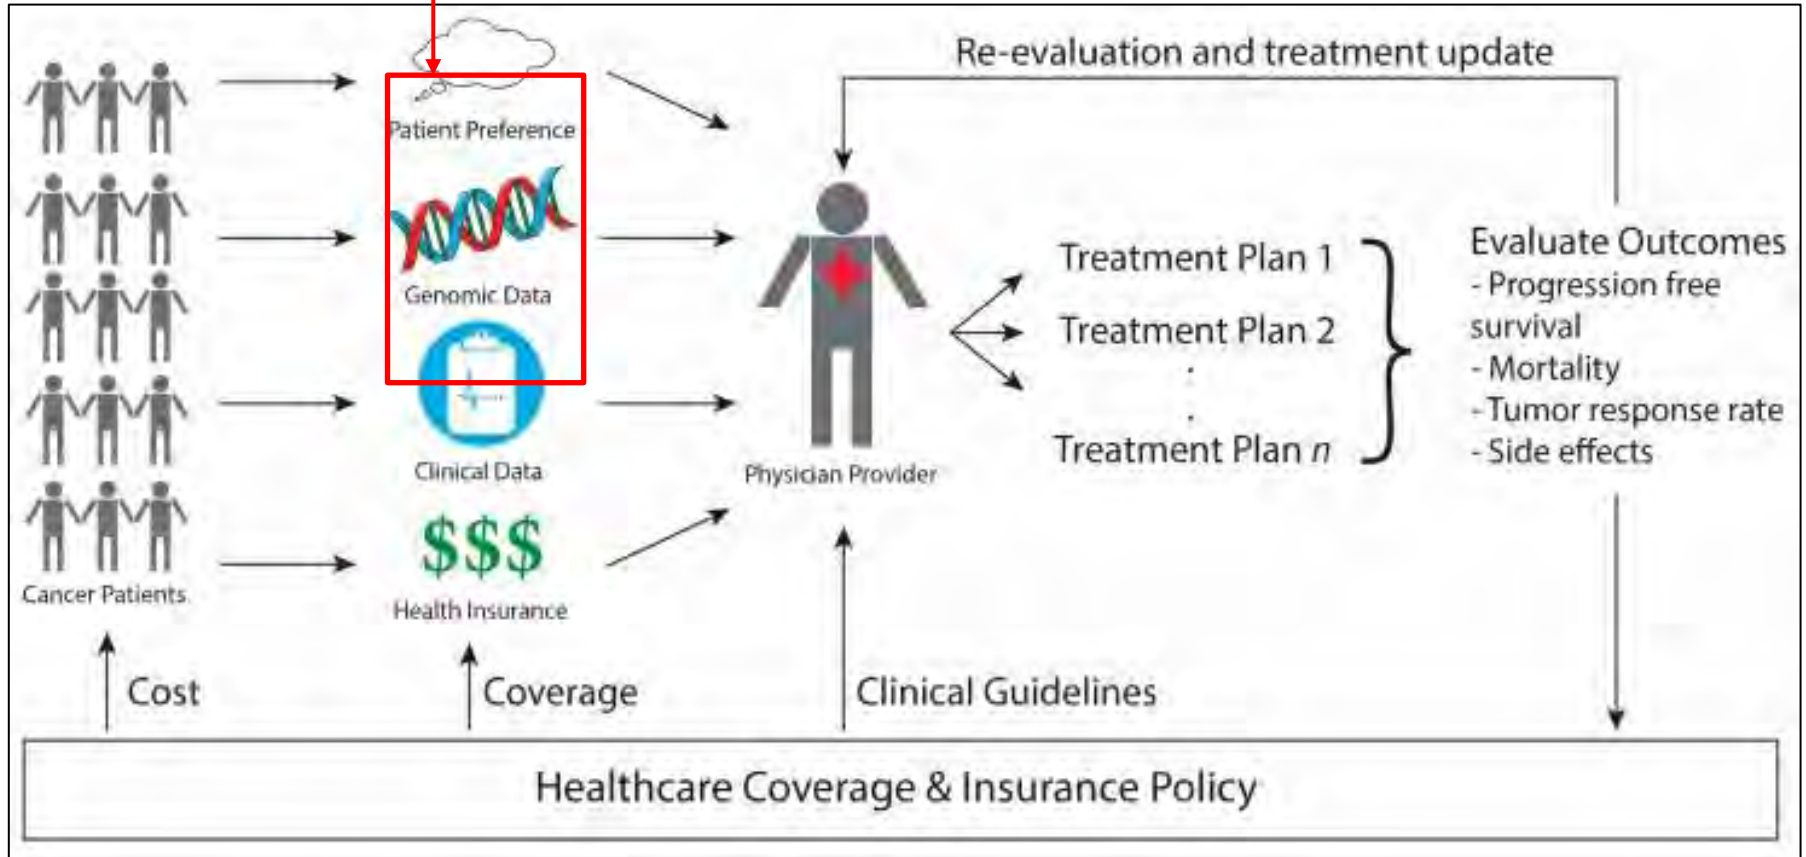 Re-evaluation and treatment update
Patient Preference
Genomic Data
Clinical Data
$$$
Health Insurance
Cancer Patients
Physician Provider
Treatment Plan 1
Treatment Plan 2
:
.
Treatment Plan n
Evaluate Outcomes
- Progression free
survival
- Mortality
- Tumor response rate
- Side effects
Cost
Coverage
Clinical Guidelines
Healthcare Coverage & Insurance Policy